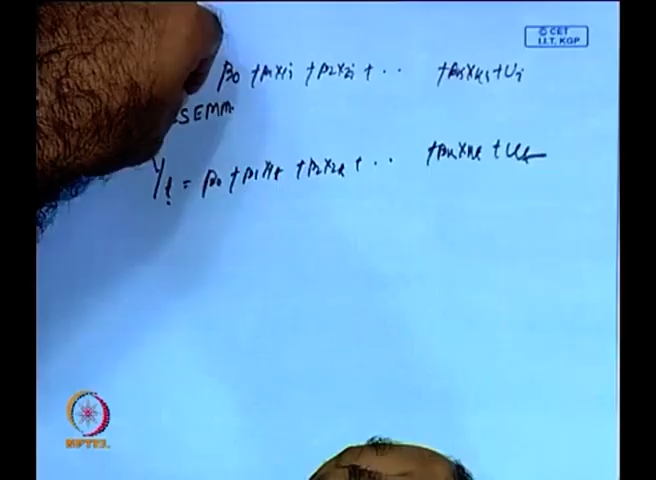 © CET
I.I.T. KGP
β0 + β1X1i + β2X2i + ·· + βkXki + Ui
SEMM.
Yt = β0 + β1X1t + β2X2t + ·· + βkXkt + Ut
NPTEL